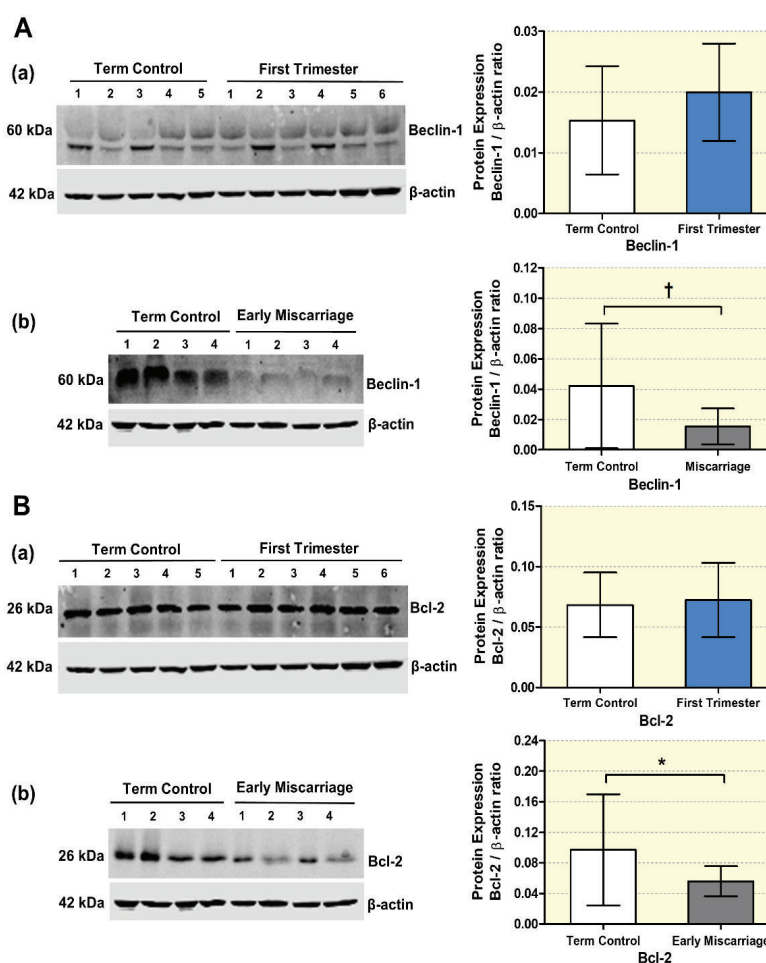 A
(a)
Term Control First Trimester
1 2 3 4 5 1 2 3 4 5 6
60 kDa Beclin-1
42 kDa β-actin
Protein Expression
Beclin-1 / β-actin ratio
0.03
0.02
0.01
0.00
Term Control First Trimester
Beclin-1
(b)
Term Control Early Miscarriage
1 2 3 4 1 2 3 4
60 kDa Beclin-1
42 kDa β-actin
Protein Expression
Beclin-1 / β-actin ratio
0.12
0.10
0.08
0.06
0.04
0.02
0.00
†
Term Control Miscarriage
Beclin-1
B
(a)
Term Control First Trimester
1 2 3 4 5 1 2 3 4 5 6
26 kDa Bcl-2
42 kDa β-actin
Protein Expression
Bcl-2 / β-actin ratio
0.15
0.10
0.05
0.00
Term Control First Trimester
Bcl-2
(b)
Term Control Early Miscarriage
1 2 3 4 1 2 3 4
26 kDa Bcl-2
42 kDa β-actin
Protein Expression
Bcl-2 / β-actin ratio
0.24
0.20
0.16
0.12
0.08
0.04
0.00
*
Term Control Early Miscarriage
Bcl-2